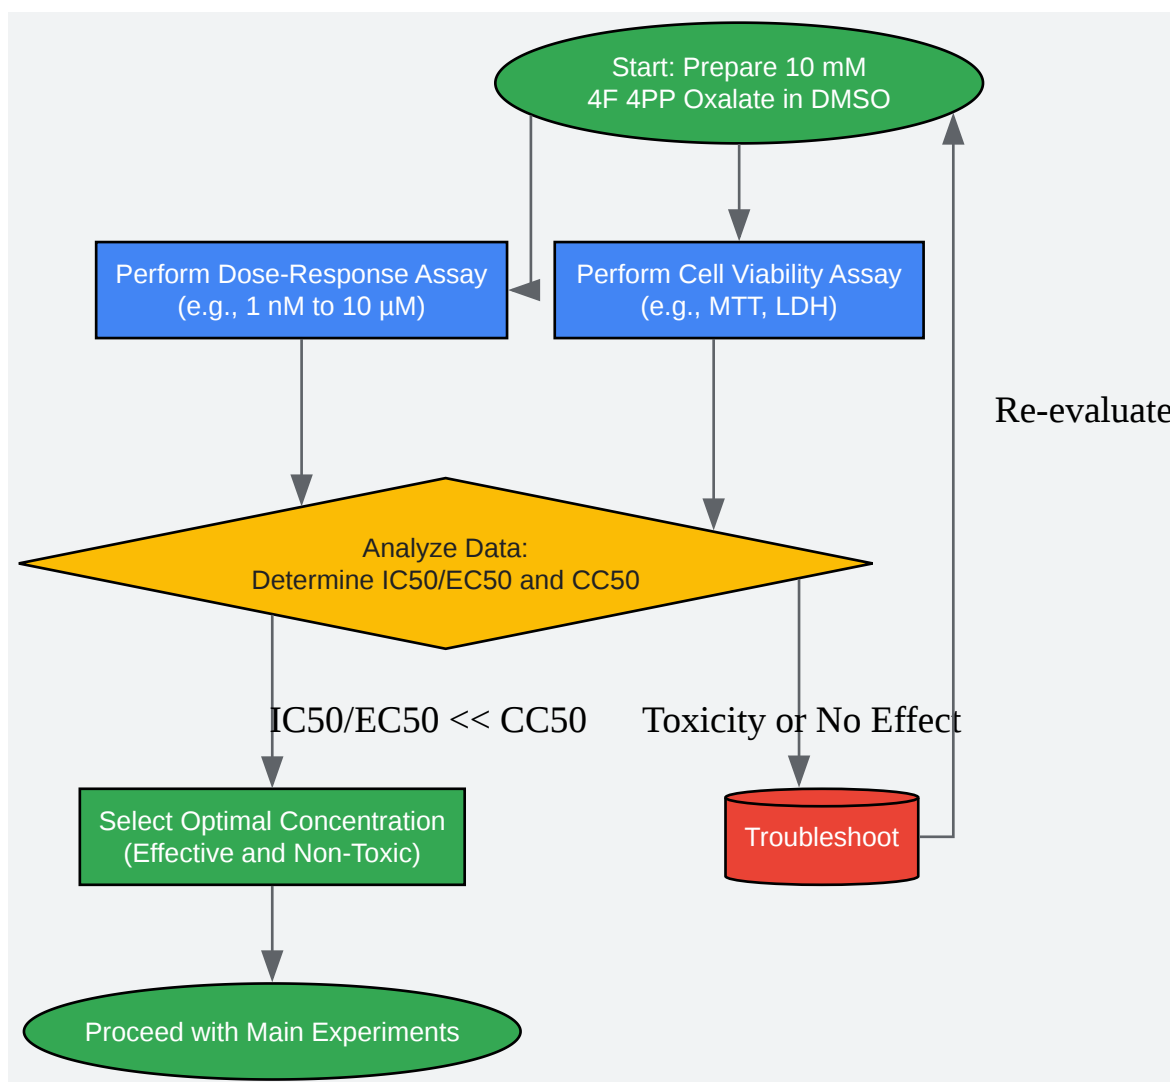 Start: Prepare 10 mM
4F 4PP Oxalate in DMSO
Perform Dose-Response Assay
(e.g., 1 nM to 10 µM)
Perform Cell Viability Assay
(e.g., MTT, LDH)
Re-evaluate
Analyze Data:
Determine IC50/EC50 and CC50
IC50/EC50 << CC50
Toxicity or No Effect
Select Optimal Concentration
(Effective and Non-Toxic)
Troubleshoot
Proceed with Main Experiments